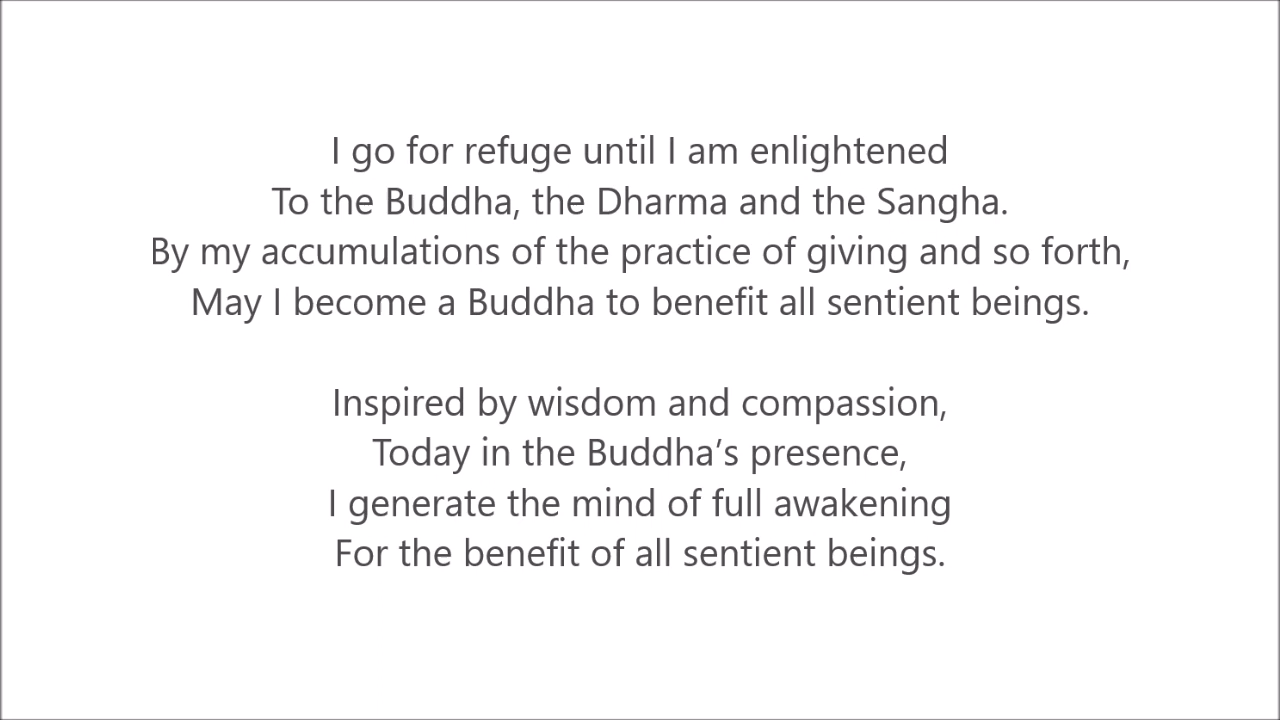 I go for refuge until I am enlightened
To the Buddha, the Dharma and the Sangha.
By my accumulations of the practice of giving and so forth,
May I become a Buddha to benefit all sentient beings.
Inspired by wisdom and compassion,
Today in the Buddha’s presence,
I generate the mind of full awakening
For the benefit of all sentient beings.